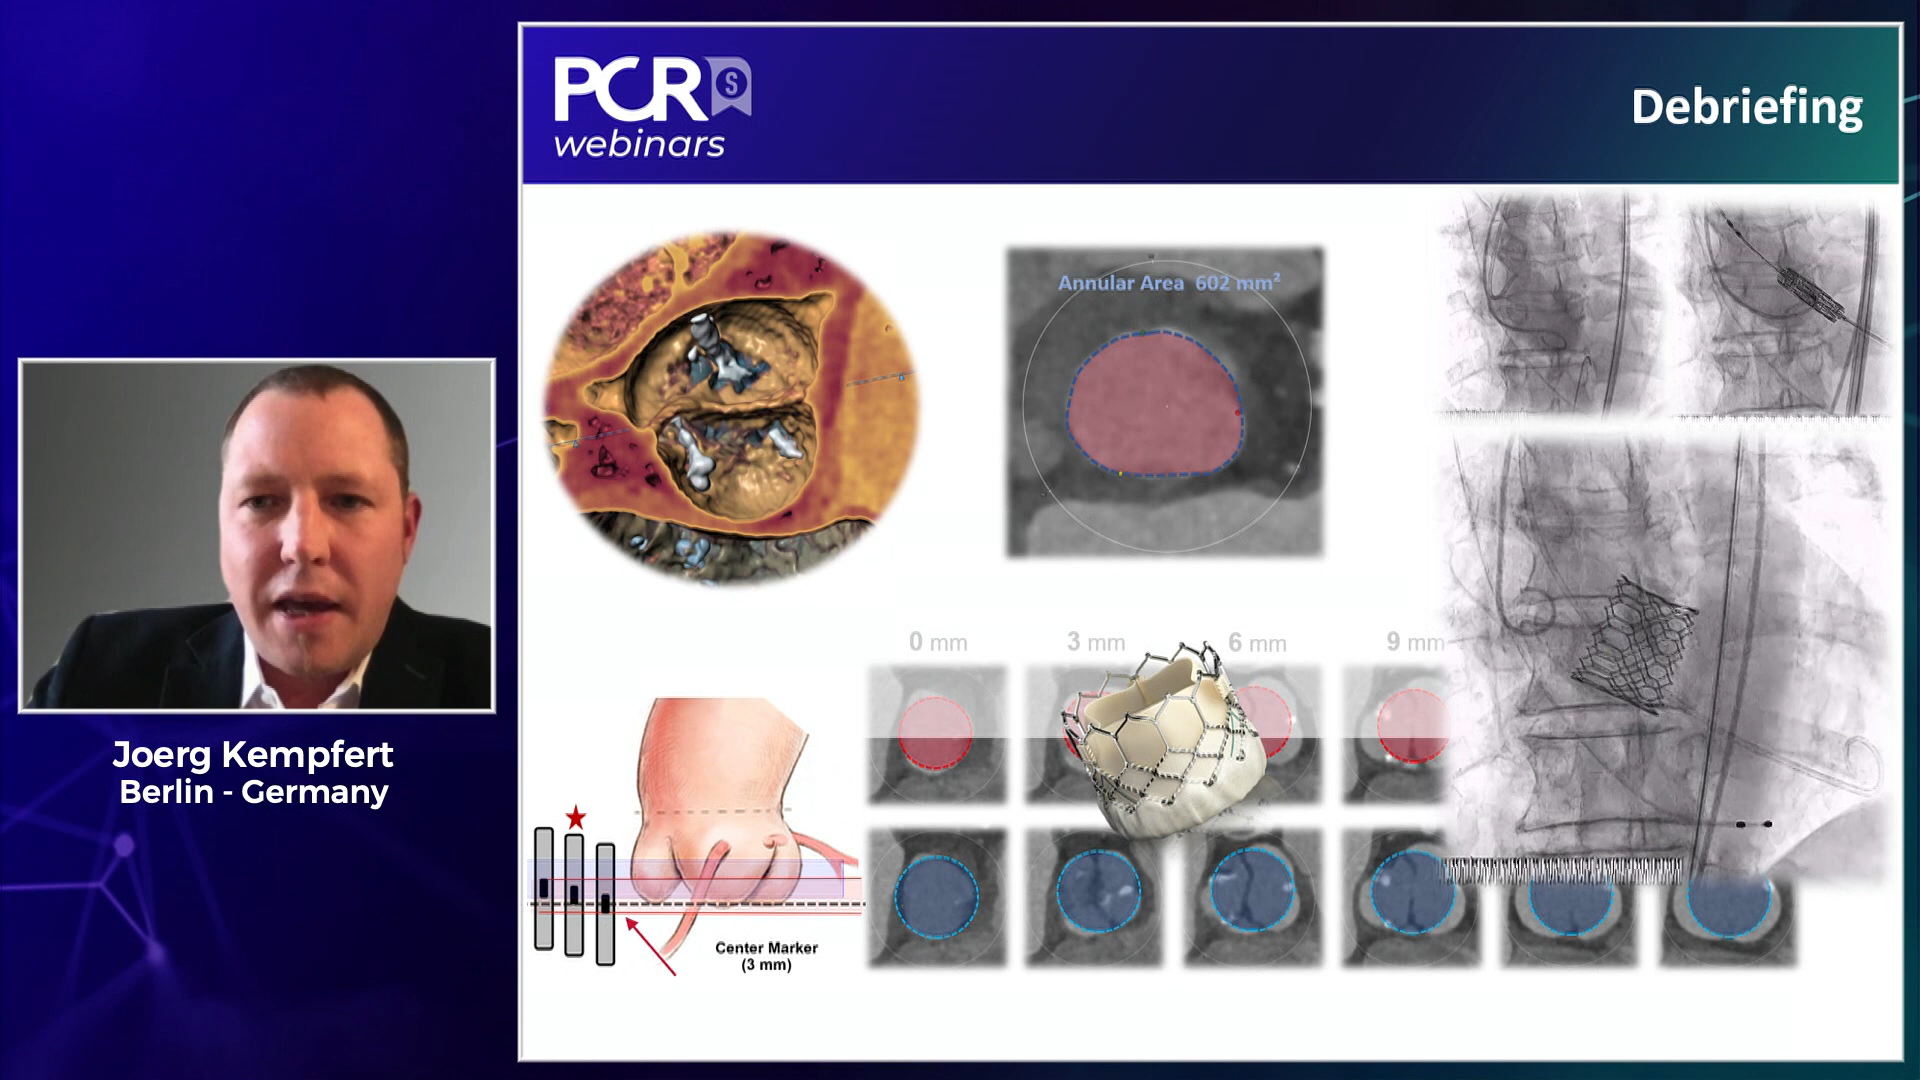 PCR S
webinars
Debriefing
Annular Area 602 mm²
0 mm
3 mm
6 mm
9 mm
Center Marker
(3 mm)
Joerg Kempfert
Berlin - Germany